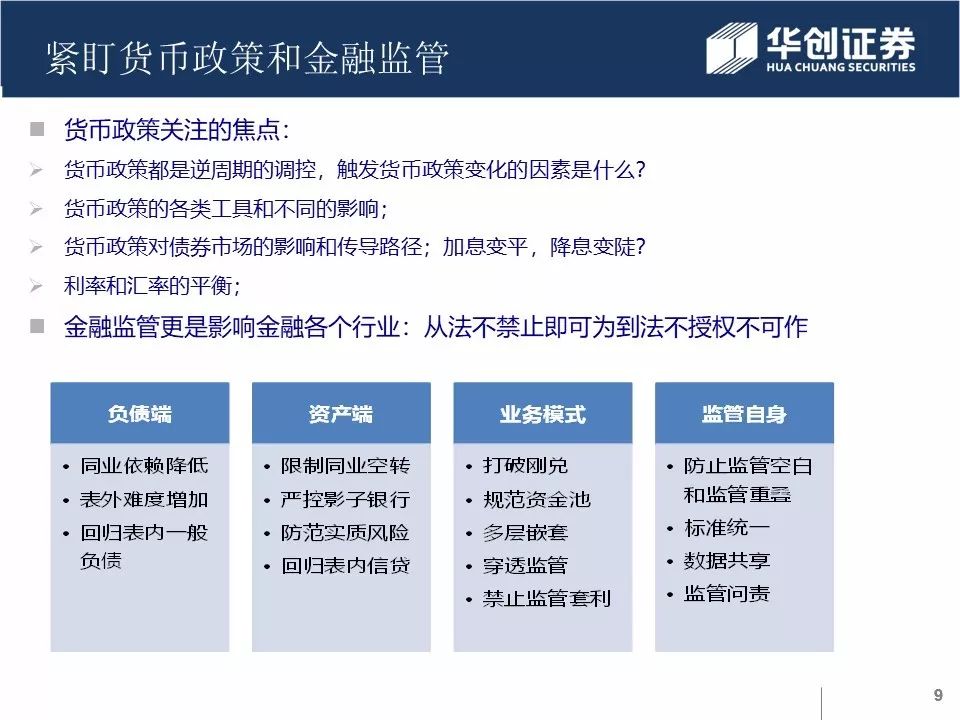 紧盯货币政策和金融监管
华创证券
HUA CHUANG SECURITIES
货币政策关注的焦点：
货币政策都是逆周期的调控，触发货币政策变化的因素是什么？
货币政策的各类工具和不同的影响；
货币政策对债券市场的影响和传导路径；加息变平，降息变陡？
利率和汇率的平衡；
金融监管更是影响金融各个行业：从法不禁止即可为到法不授权不可作
负债端
• 同业依赖降低
• 表外难度增加
• 回归表内一般
负债
资产端
• 限制同业空转
• 严控影子银行
• 防范实质风险
• 回归表内信贷
业务模式
• 打破刚兑
• 规范资金池
• 多层嵌套
• 穿透监管
• 禁止监管套利
监管自身
• 防止监管空白
和监管重叠
• 标准统一
• 数据共享
• 监管问责
9